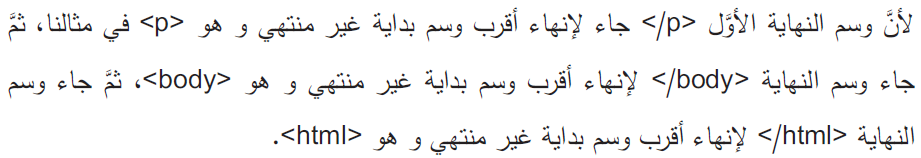 لأنَّ وسم النهاية الأوَّل <p/> جاء لإنهاء أقرب وسم بداية غير منتهي و هو <p> في مثالنا، ثمَّ
جاء وسم النهاية <body/> لإنهاء أقرب وسم بداية غير منتهي و هو <body>، ثمَّ جاء وسم
النهاية <html/> لإنهاء أقرب وسم بداية غير منتهي و هو <html>.